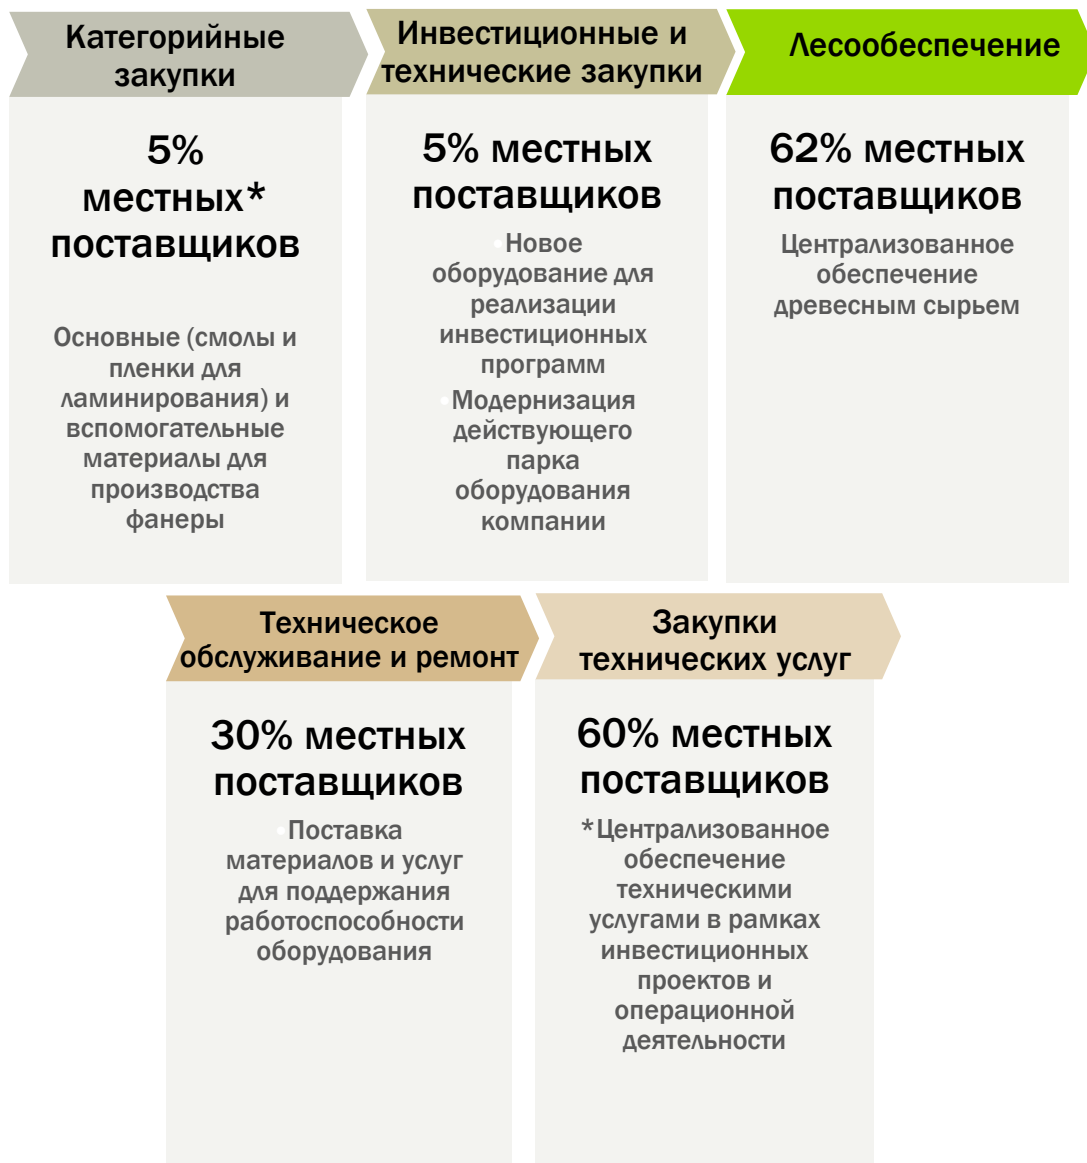 Категорийные
закупки
5%
местных*
поставщиков
Основные (смолы и
пленки для
ламинирования) и
вспомогательные
материалы для
производства
фанеры
Инвестиционные и
технические закупки
5% местных
поставщиков
•Новое
оборудование для
реализации
инвестиционных
программ
•Модернизация
действующего
парка
оборудования
компании
Лесообеспечение
62% местных
поставщиков
Централизованное
обеспечение
древесным сырьем
Техническое
обслуживание и ремонт
30% местных
поставщиков
•Поставка
материалов и услуг
для поддержания
работоспособности
оборудования
Закупки
технических услуг
60% местных
поставщиков
*Централизованное
обеспечение
техническими
услугами в рамках
инвестиционных
проектов и
операционной
деятельности